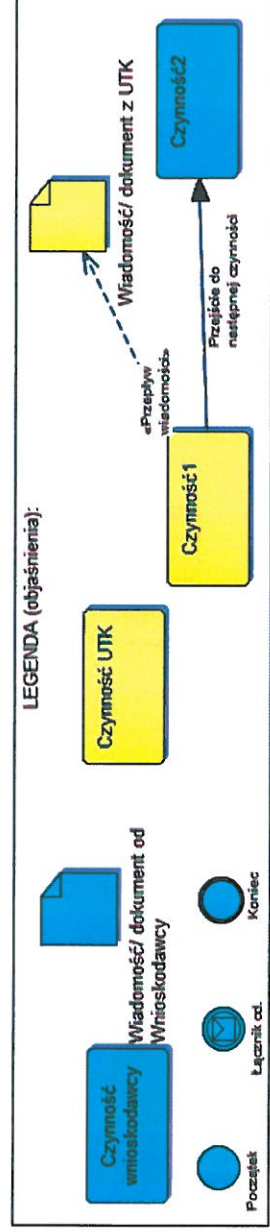 LEGENDA (objaśnienia):
Czynność
wnioskodawcy
Wiadomość/ dokument od
Wnioskodawcy
Czynność UTK
Wiadomość/ dokument z UTK
«Przepływ
wiadomości»
Czynność1
Przejście do
następnej czynności
Czynność2
Początek
Łącznik od.
Koniec